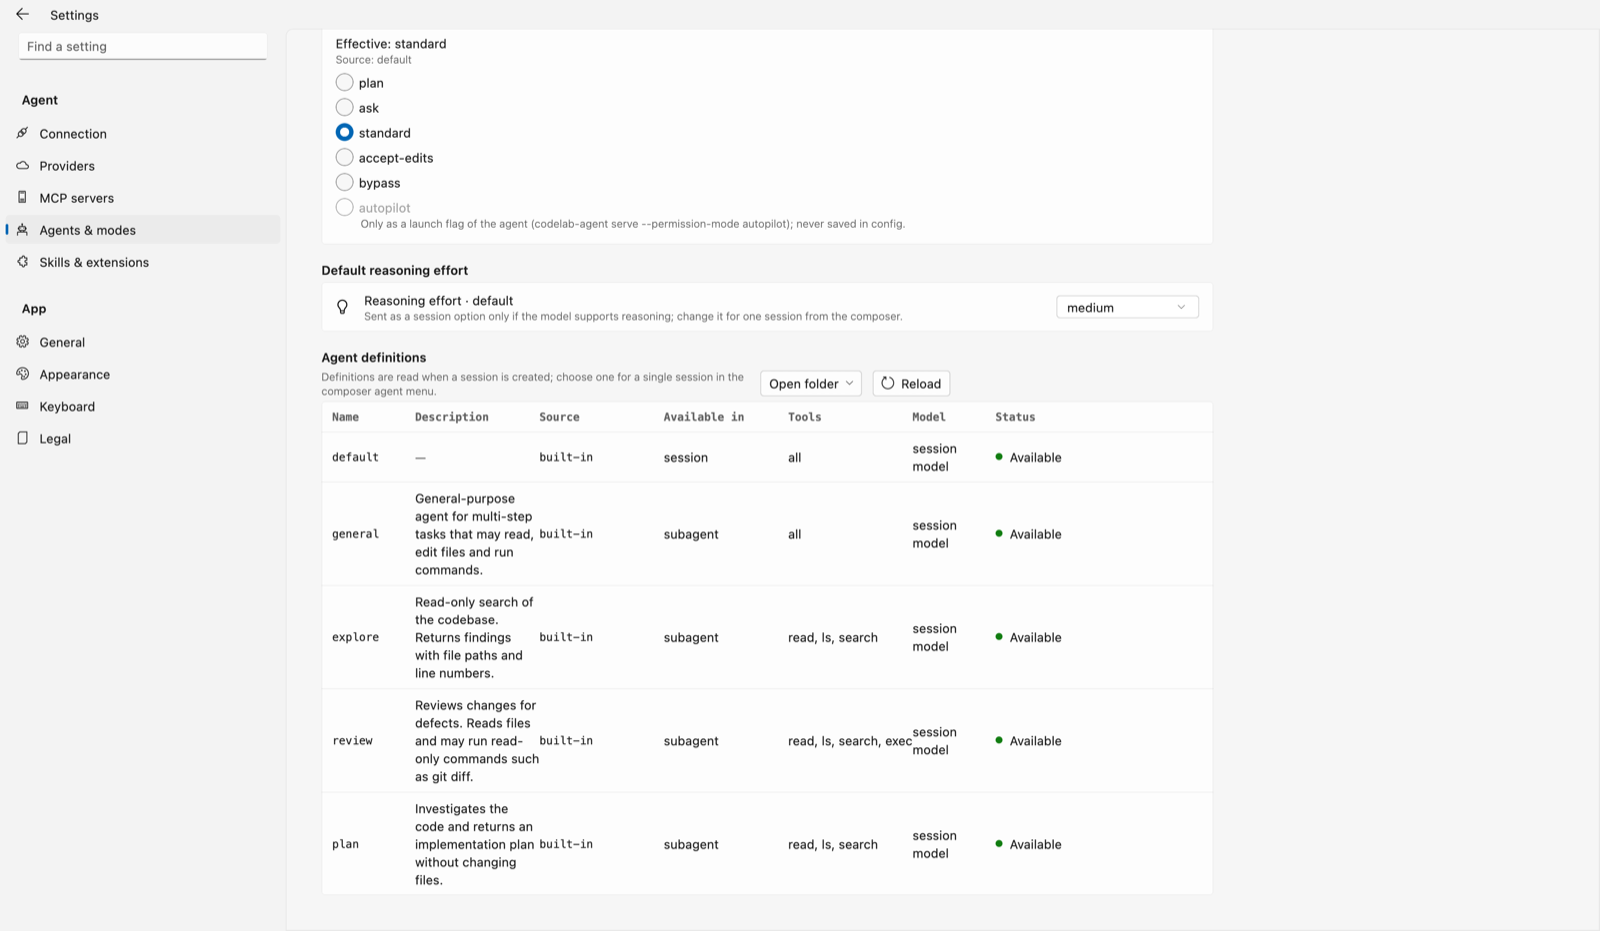 Settings
Find a setting
Agent
Connection
Providers
MCP servers
Agents & modes
Skills & extensions
App
General
Appearance
Keyboard
Legal
Effective: standard
Source: default
plan
ask
standard
accept-edits
bypass
autopilot
Only as a launch flag of the agent (codelab-agent serve --permission-mode autopilot); never saved in config.
Default reasoning effort
Reasoning effort · default
Sent as a session option only if the model supports reasoning; change it for one session from the composer.
medium
Agent definitions
Definitions are read when a session is created; choose one for a single session in the
composer agent menu.
Open folder
Reload
Name Description Source Available in Tools Model Status
default — built-in session all session
model Available
General-purpose
agent for multi-step
general tasks that may read, built-in subagent all session
model Available
edit files and run
commands.
Read-only search of
the codebase.
explore Returns findings built-in subagent read, ls, search session
model Available
with file paths and
line numbers.
Reviews changes for
defects. Reads files
review and may run read- built-in subagent read, ls, search, exec session
model Available
only commands such
as git diff.
Investigates the
code and returns an
plan implementation plan built-in subagent read, ls, search session
model Available
without changing
files.